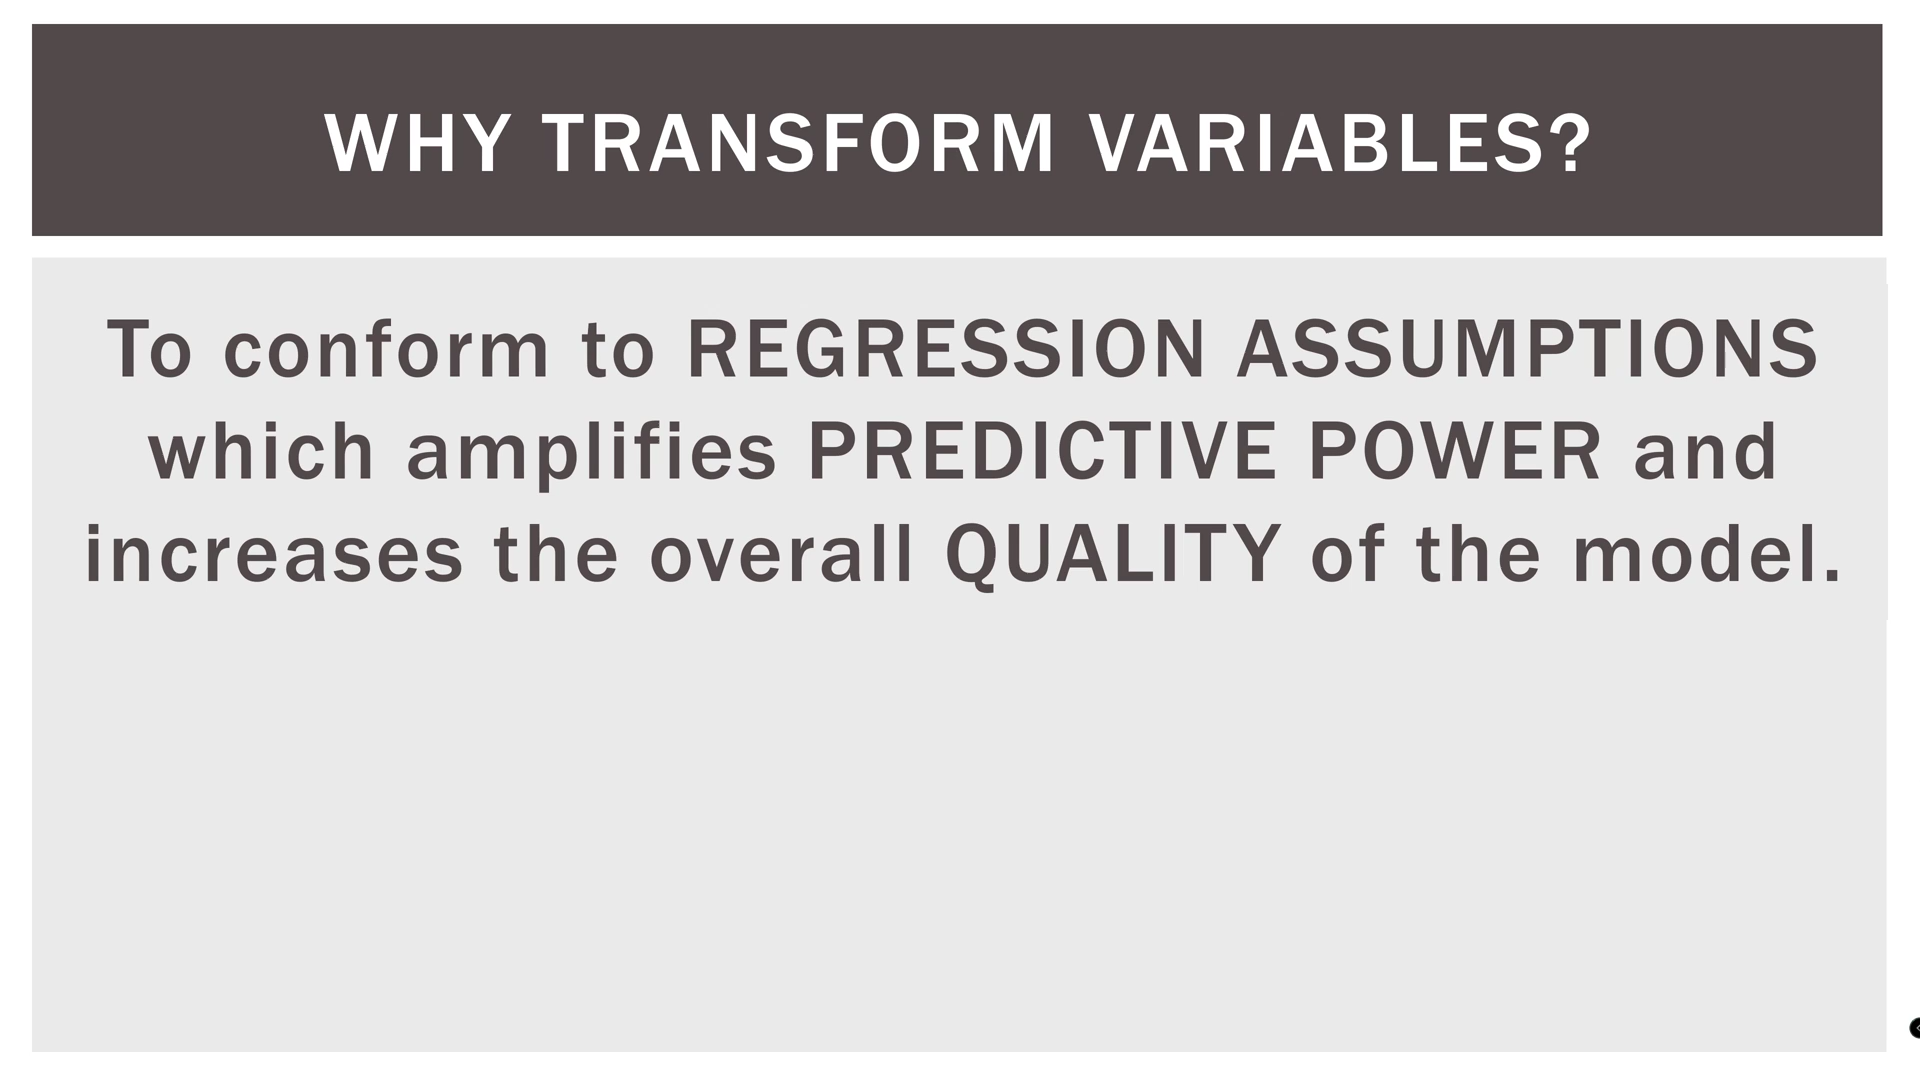 WHY TRANSFORM VARIABLES?
To conform to REGRESSION ASSUMPTIONS
which amplifies PREDICTIVE POWER and
increases the overall QUALITY of the model.